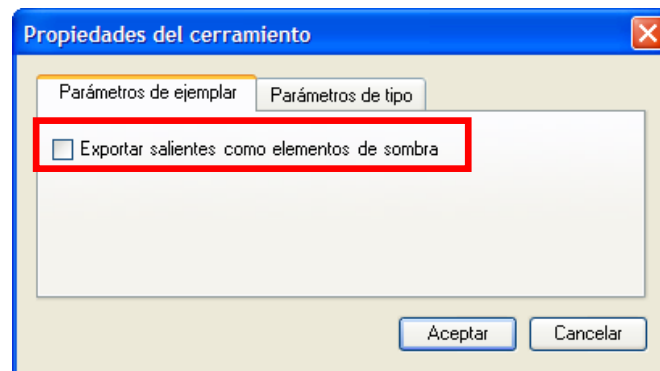 Propiedades del cerramiento
Parámetros de ejemplar Parámetros de tipo
Exportar salientes como elementos de sombra
Aceptar Cancelar